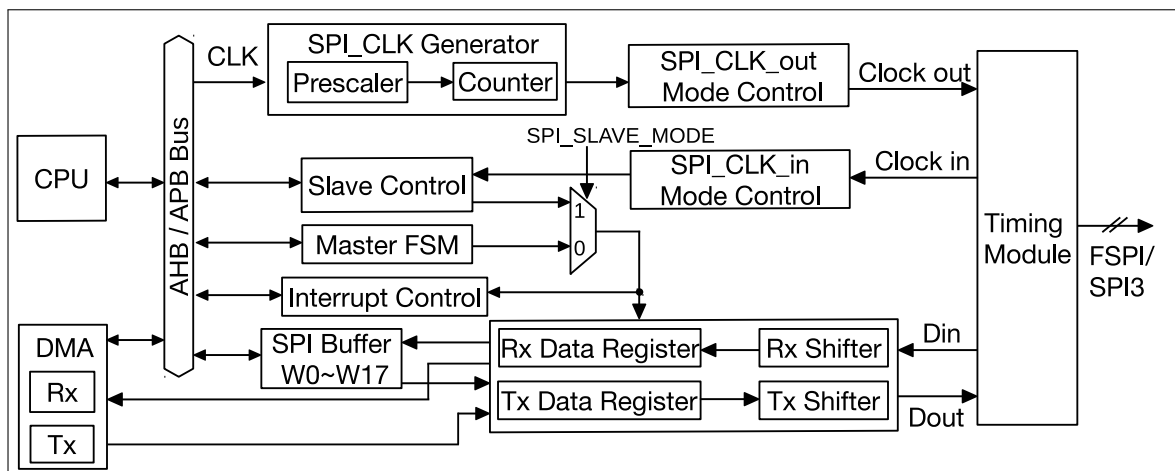 SPI_CLK Generator
CLK
Prescaler
Counter
SPI_CLK_out
Mode Control
Clock out
SPI_SLAVE_MODE
CPU
AHB / APB Bus
Slave Control
1
SPI_CLK_in
Mode Control
Clock in
Master FSM
0
Timing
Module
FSPI/
SPI3
Interrupt Control
DMA
Rx
Tx
SPI Buffer
W0~W17
Rx Data Register
Rx Shifter
Din
Tx Data Register
Tx Shifter
Dout